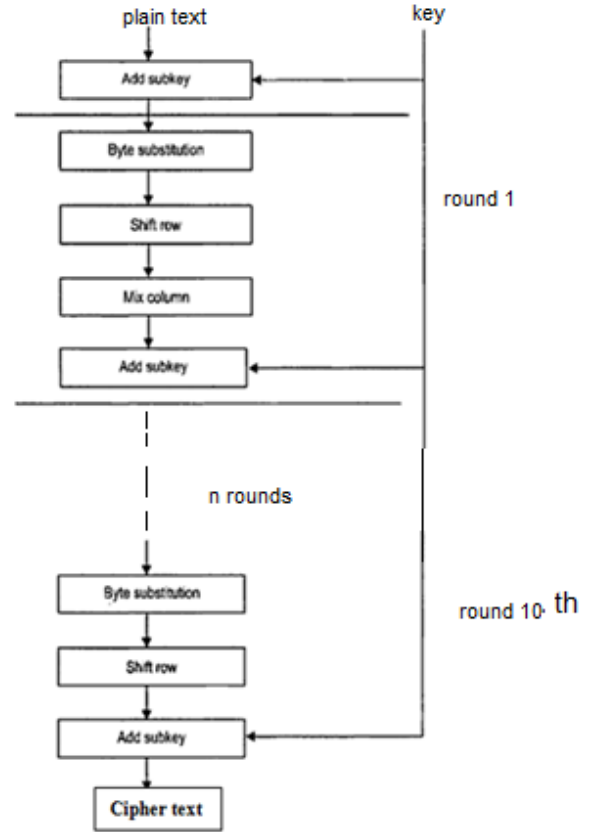 plain text
key
Add subkey
Byte substitution
round 1
Shift row
Mix column
Add subkey
n rounds
Byte substitution
round 10. th
Shift row
Add subkey
Cipher text